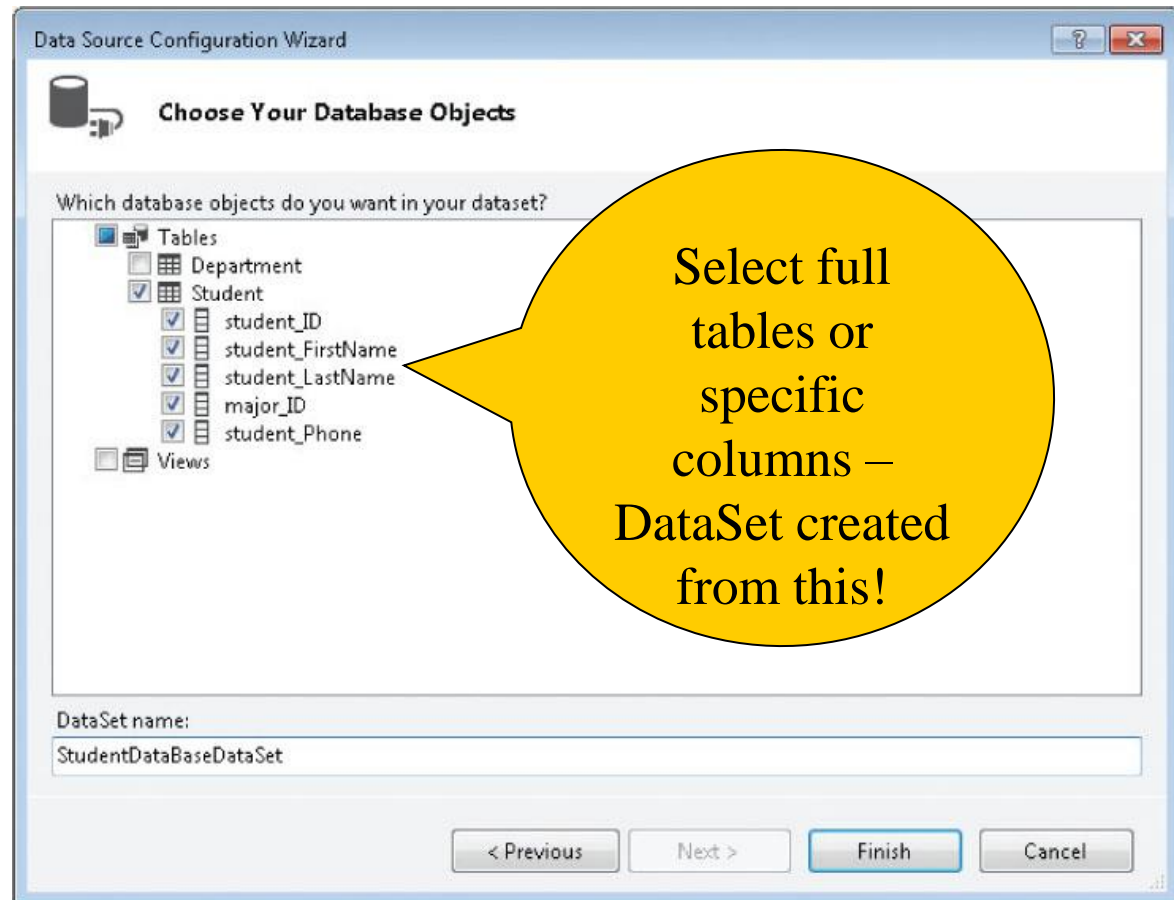 Data Source Configuration Wizard
?
Choose Your Database Objects
Which database objects do you want in your dataset?
Tables
Department
Student
student_ID
student_FirstName
student_LastName
major_ID
student_Phone
Views
Select full
tables or
specific
columns –
DataSet created
from this!
DataSet name:
StudentDataBaseDataSet
< Previous
Next >
Finish
Cancel